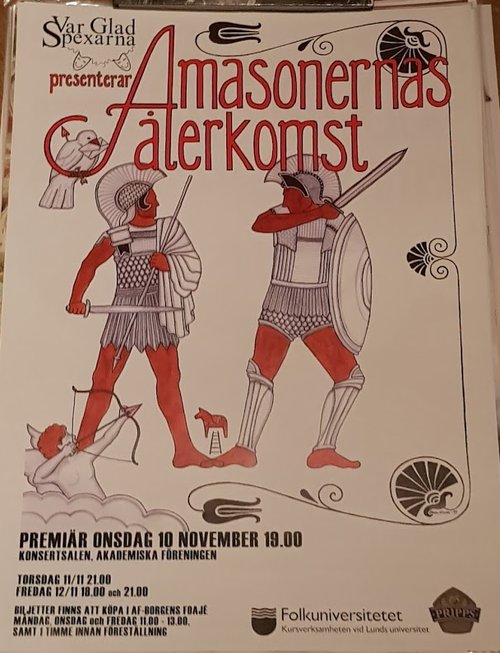 Var Glad
Spexarna
presenterar
Amasonernas
återkomst
PREMIÄR ONSDAG 10 NOVEMBER 19.00
KONSERTSALEN, AKADEMISKA FÖRENINGEN
TORSDAG 11/11 21.00
FREDAG 12/11 18.00 och 21.00
BILJETTER FINNS ATT KÖPA I AF-BORGENS FOAJÉ
MÅNDAG, ONSDAG och FREDAG 11.00 - 13.00,
SAMT 1 TIMME INNAN FÖRESTÄLLNING
Folkuniversitetet
Kursverksamheten vid Lunds universitet
PRIPPS